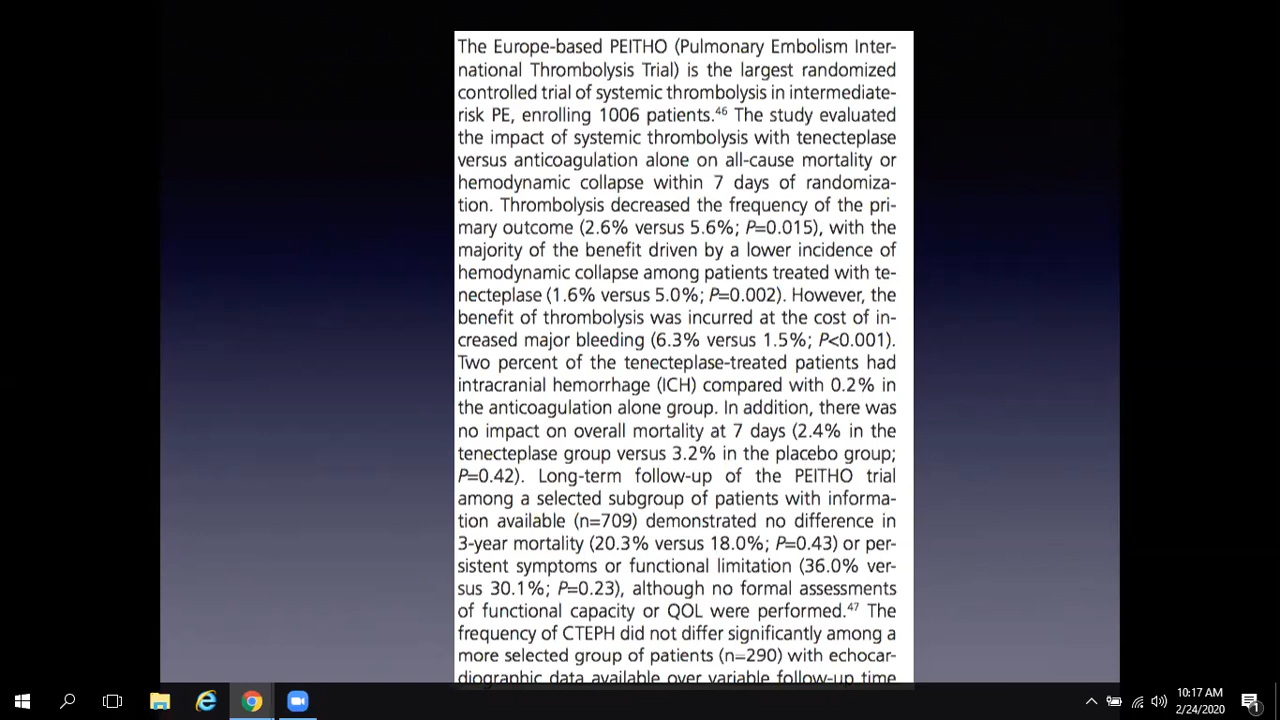 The Europe-based PEITHO (Pulmonary Embolism Inter-
national Thrombolysis Trial) is the largest randomized
controlled trial of systemic thrombolysis in intermediate-
risk PE, enrolling 1006 patients.⁴⁶ The study evaluated
the impact of systemic thrombolysis with tenecteplase
versus anticoagulation alone on all-cause mortality or
hemodynamic collapse within 7 days of randomiza-
tion. Thrombolysis decreased the frequency of the pri-
mary outcome (2.6% versus 5.6%; P=0.015), with the
majority of the benefit driven by a lower incidence of
hemodynamic collapse among patients treated with te-
necteplase (1.6% versus 5.0%; P=0.002). However, the
benefit of thrombolysis was incurred at the cost of in-
creased major bleeding (6.3% versus 1.5%; P<0.001).
Two percent of the tenecteplase-treated patients had
intracranial hemorrhage (ICH) compared with 0.2% in
the anticoagulation alone group. In addition, there was
no impact on overall mortality at 7 days (2.4% in the
tenecteplase group versus 3.2% in the placebo group;
P=0.42). Long-term follow-up of the PEITHO trial
among a selected subgroup of patients with informa-
tion available (n=709) demonstrated no difference in
3-year mortality (20.3% versus 18.0%; P=0.43) or per-
sistent symptoms or functional limitation (36.0% ver-
sus 30.1%; P=0.23), although no formal assessments
of functional capacity or QOL were performed.⁴⁷ The
frequency of CTEPH did not differ significantly among a
more selected group of patients (n=290) with echocar-
diographic data available over variable follow-up time
10:17 AM
2/24/2020
1